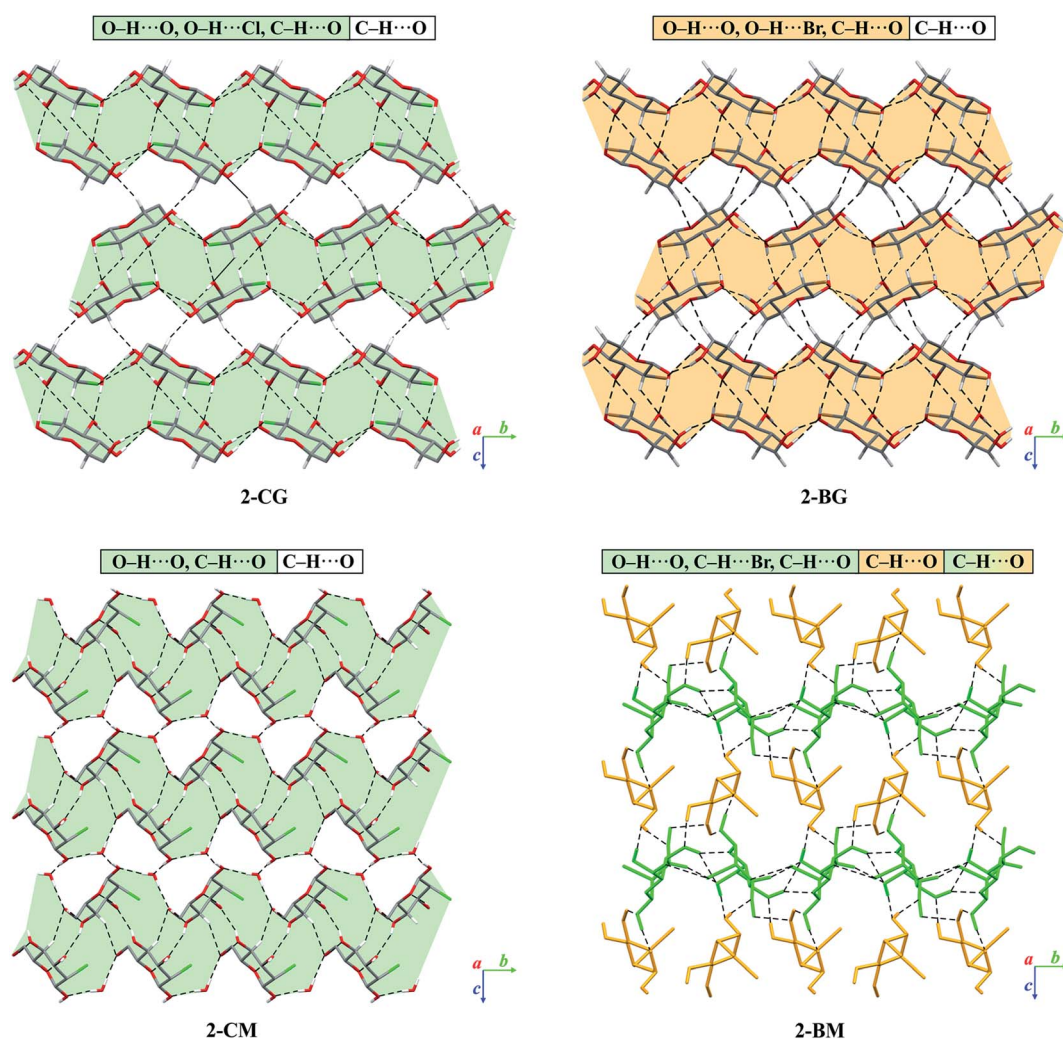 O–H···O, O–H···Cl, C–H···O C–H···O
O–H···O, O–H···Br, C–H···O C–H···O
a b
c
a b
c
2-CG
2-BG
O–H···O, C–H···O C–H···O
O–H···O, C–H···Br, C–H···O C–H···O C–H···O
a b
c
a b
c
2-CM
2-BM